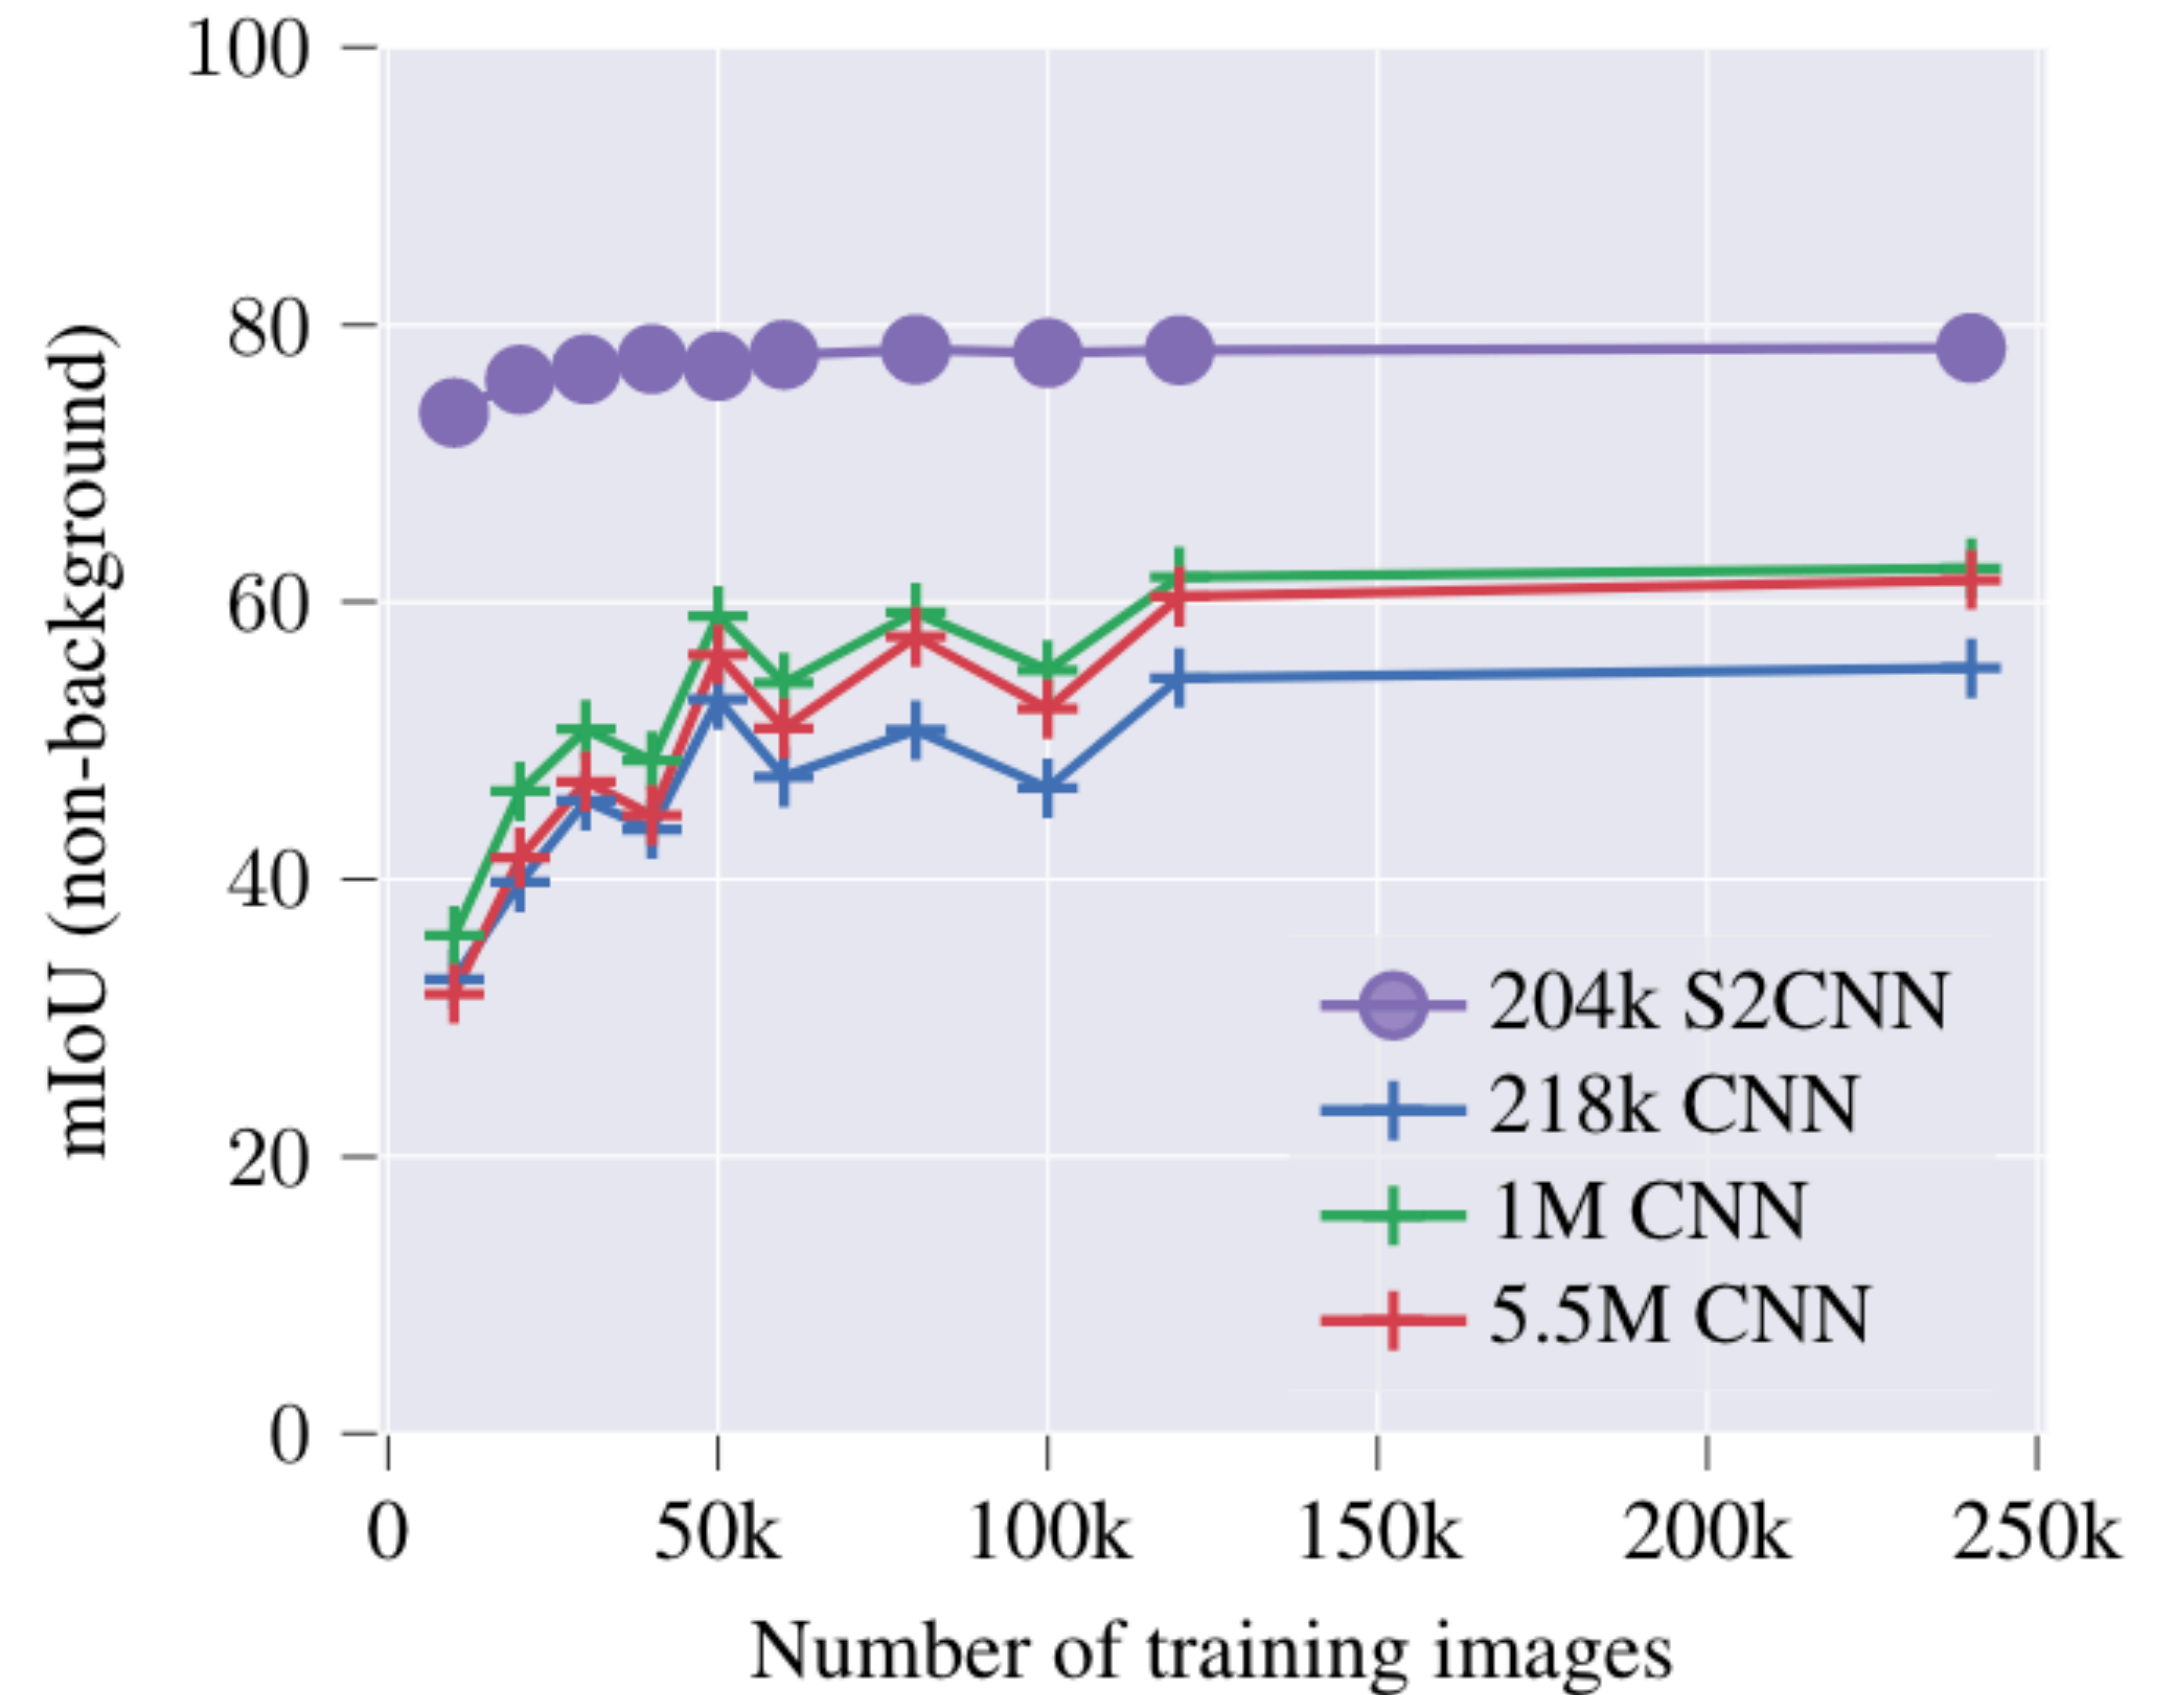 100
80
60
40
20
0
mIoU (non-background)
204k S2CNN
218k CNN
1M CNN
5.5M CNN
0 50k 100k 150k 200k 250k
Number of training images